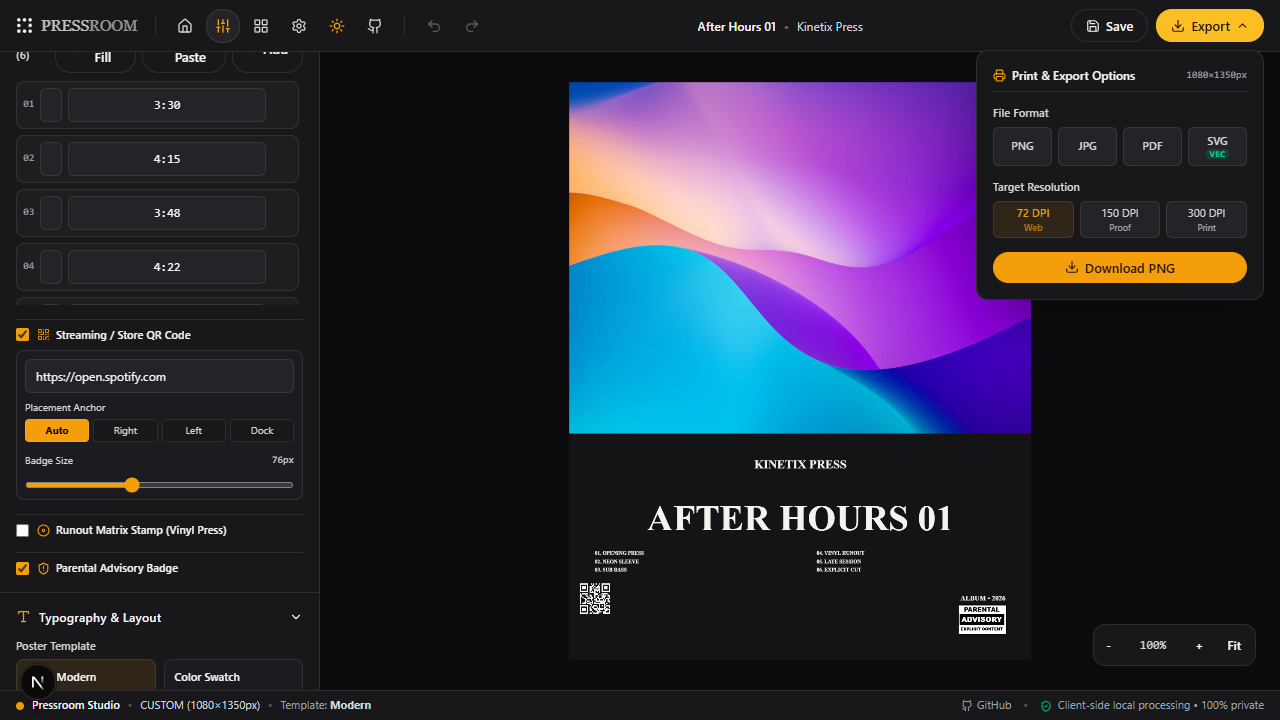 PRESSROOM
After Hours 01 • Kinetix Press
Save
Export
(6)
Fill
Paste
Add
01 3:30
02 4:15
03 3:48
04 4:22
Streaming / Store QR Code
https://open.spotify.com
Placement Anchor
Auto Right Left Dock
Badge Size 76px
Runout Matrix Stamp (Vinyl Press)
Parental Advisory Badge
Typography & Layout
Poster Template
Modern
Color Swatch
N
KINETIX PRESS
AFTER HOURS 01
01. OPENING PRESS
02. NEON SLEEVE
03. SUB BASS
04. VINYL RUNOUT
05. LATE SESSION
06. EXPLICIT CUT
ALBUM • 2026
PARENTAL
ADVISORY
EXPLICIT CONTENT
Print & Export Options 1080×1350px
File Format
PNG JPG PDF SVG
VEC
Target Resolution
72 DPI 150 DPI 300 DPI
Web Proof Print
Download PNG
- 100% + Fit
Pressroom Studio • CUSTOM (1080×1350px) • Template: Modern
GitHub • Client-side local processing • 100% private